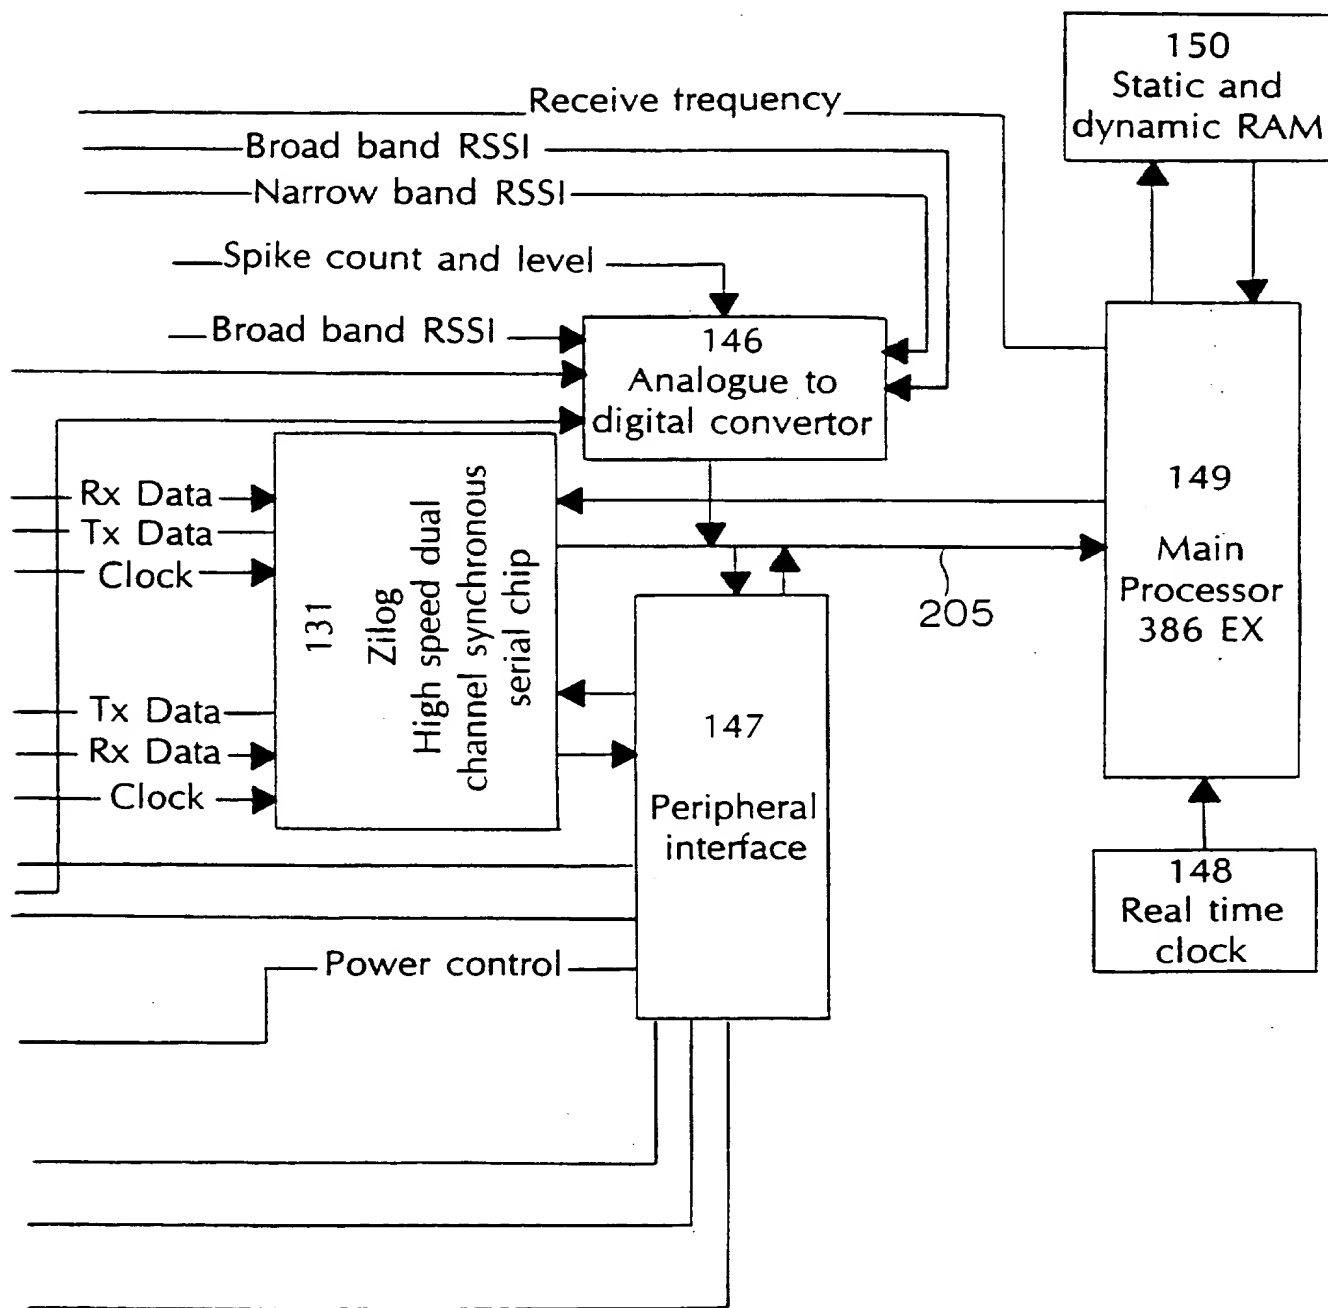 150
Static and
dynamic RAM
Receive frequency
Broad band RSSI
Narrow band RSSI
Spike count and level
Broad band RSSI
146
Analogue to
digital convertor
Rx Data
Tx Data
Clock
Tx Data
Rx Data
Clock
131
Zilog
High speed dual
channel synchronous
serial chip
205
149
Main
Processor
386 EX
147
Peripheral
interface
148
Real time
clock
Power control